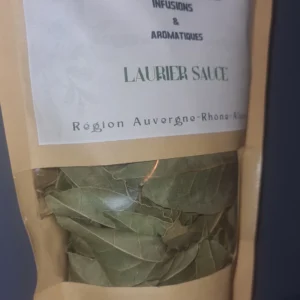 INFUSIONS
&
AROMATIQUES
LAURIER SAUCE
Région Auvergne-Rhône-